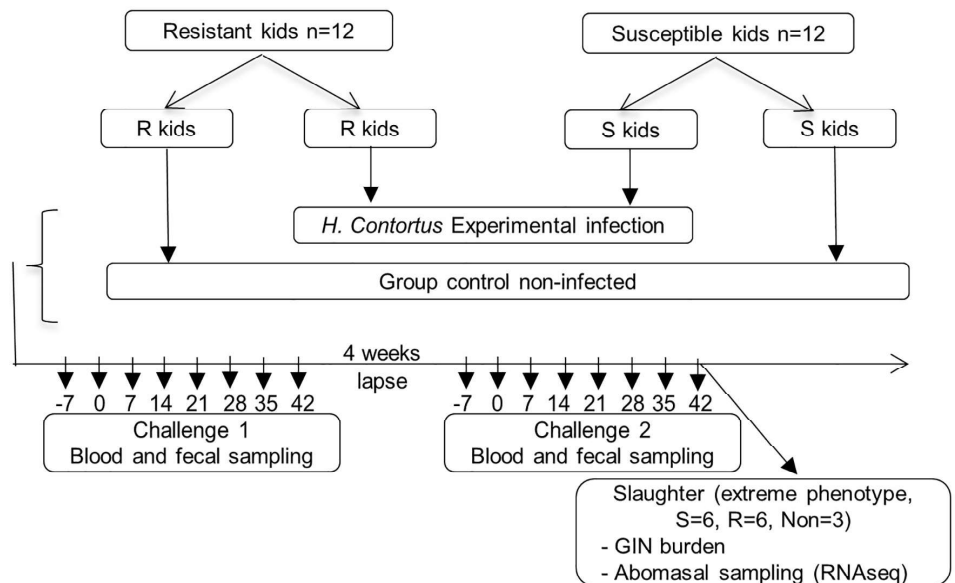 Resistant kids n=12
Susceptible kids n=12
R kids
R kids
S kids
S kids
H. Contortus Experimental infection
Group control non-infected
4 weeks
lapse
-7 0 7 14 21 28 35 42
-7 0 7 14 21 28 35 42
Challenge 1
Blood and fecal sampling
Challenge 2
Blood and fecal sampling
Slaughter (extreme phenotype,
S=6, R=6, Non=3)
- GIN burden
- Abomasal sampling (RNAseq)